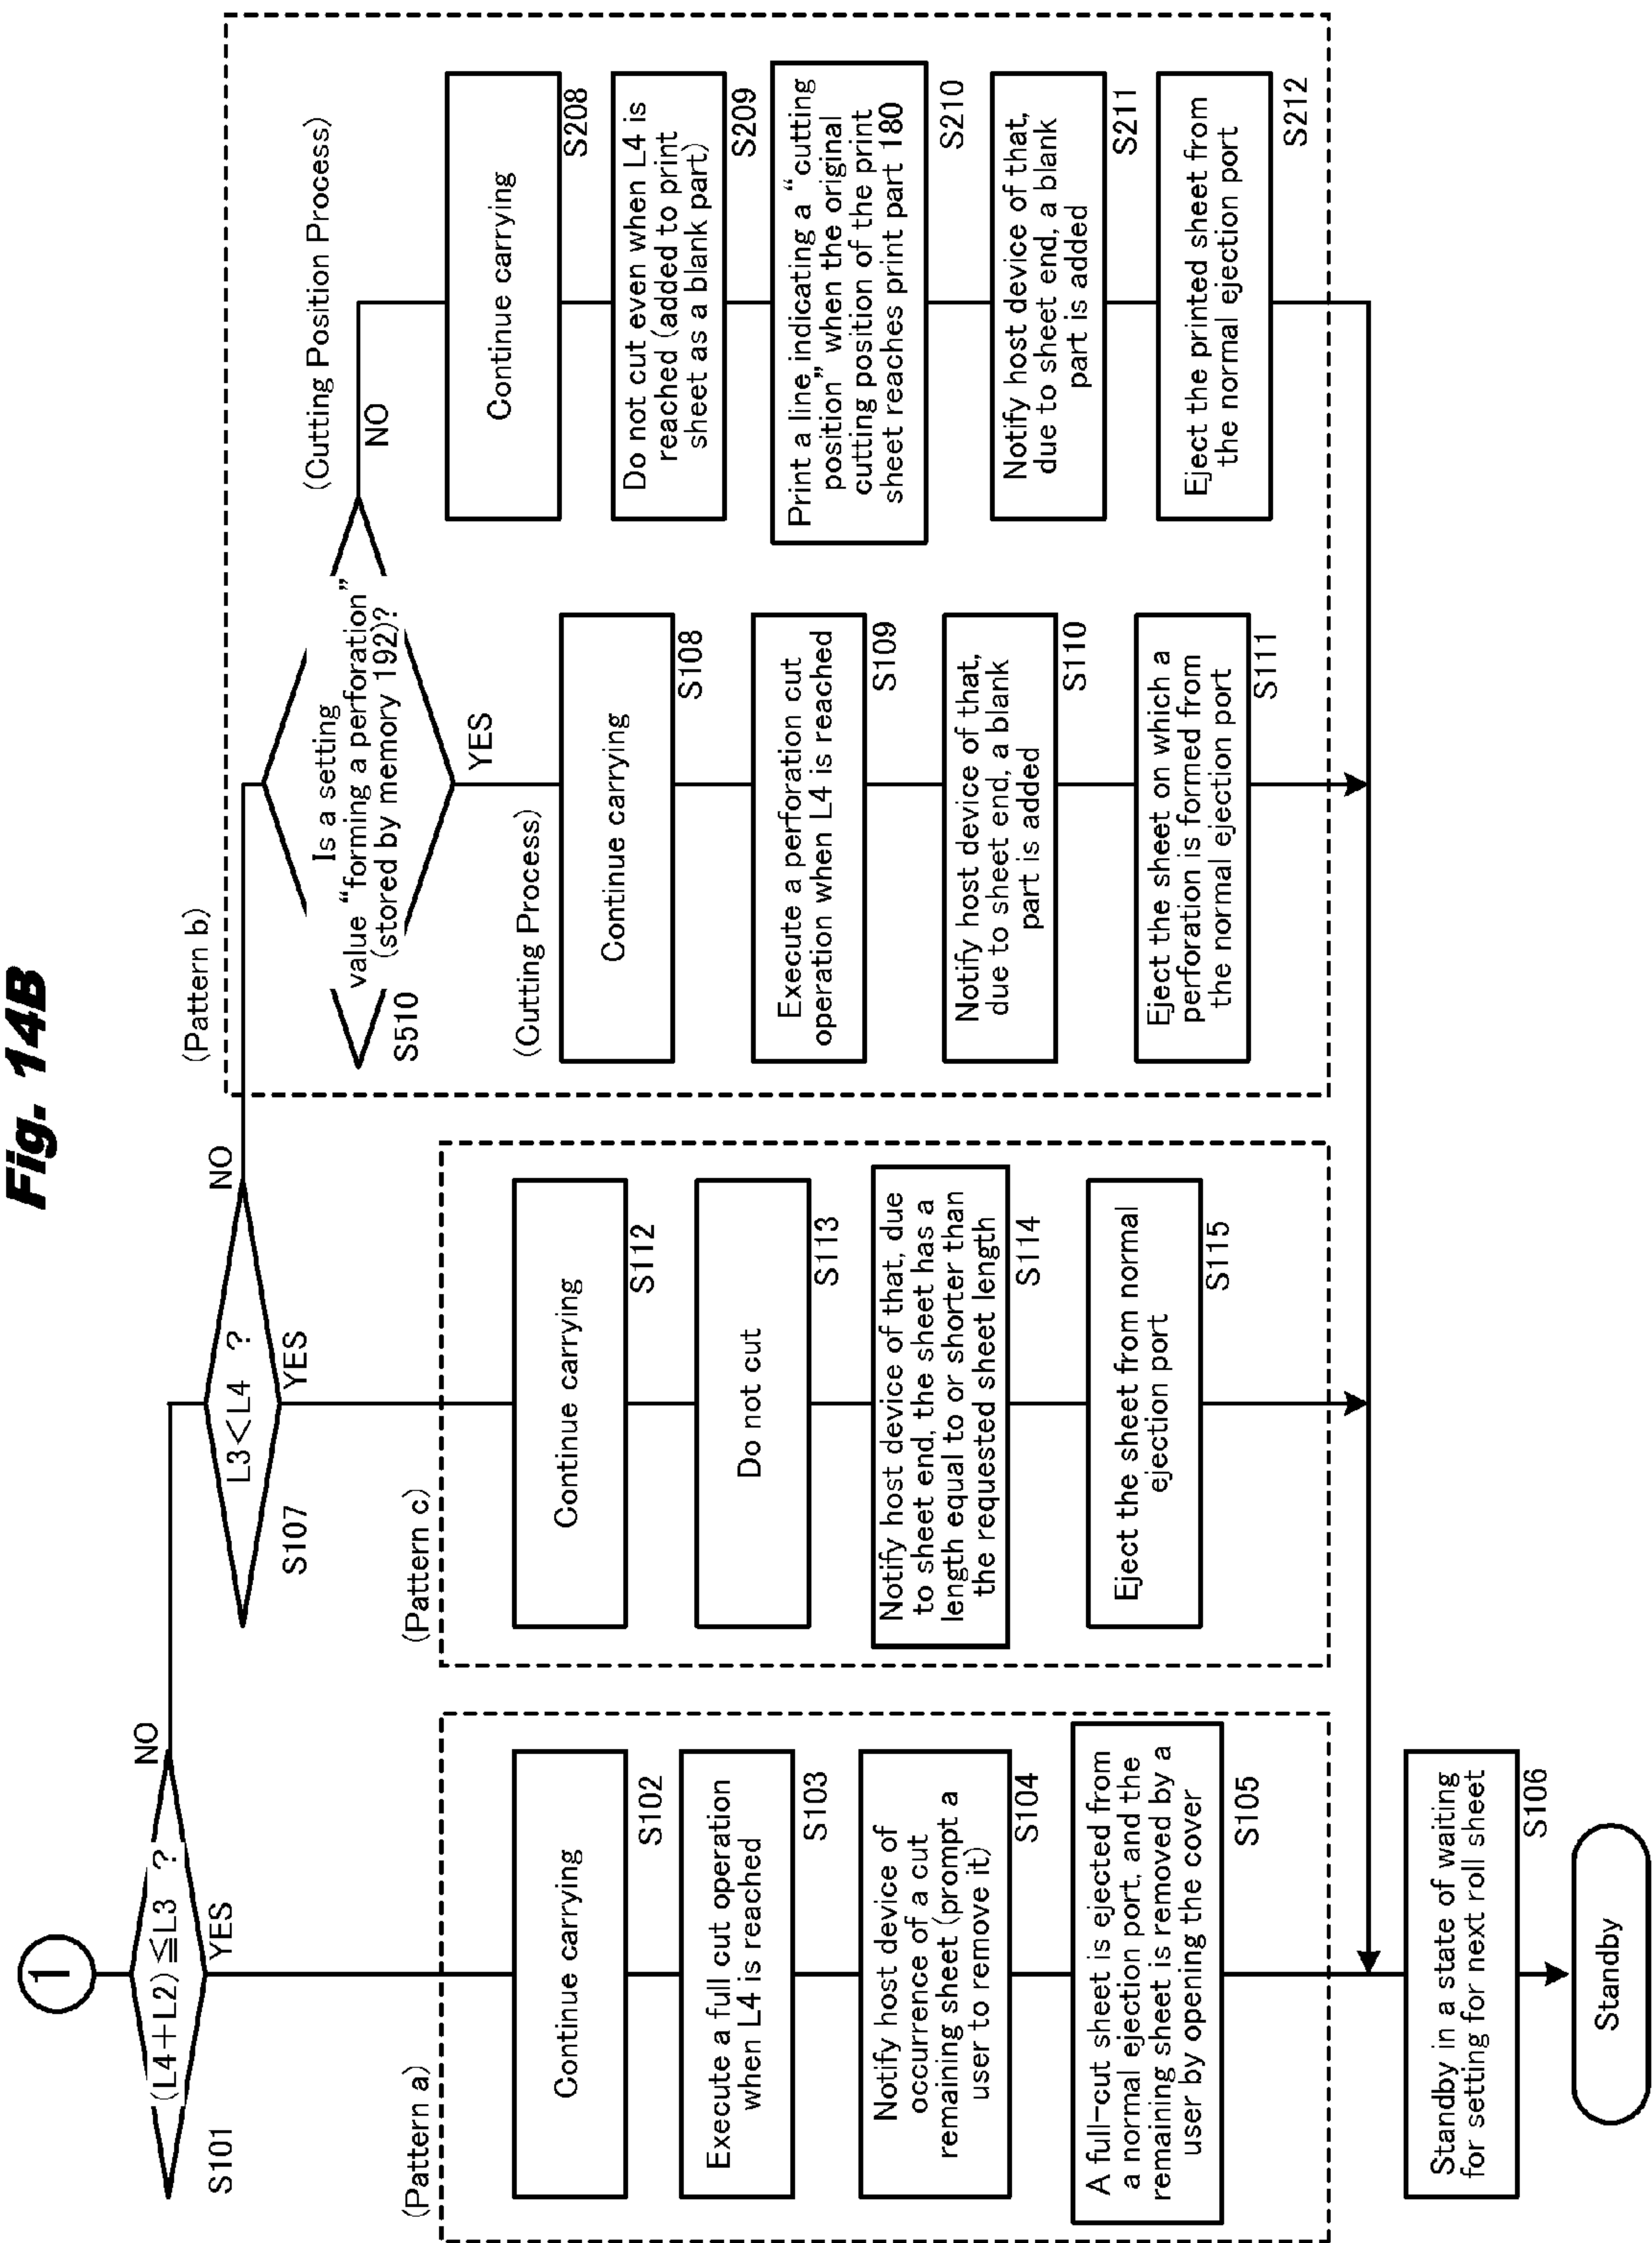 Fig. 14B
1
(L4+L2)≦L3 ?
S101
YES
NO
(Pattern a)
Continue carrying
S102
Execute a full cut operation
when L4 is reached
S103
Notify host device of
occurrence of a cut
remaining sheet (prompt a
user to remove it)
S104
A full-cut sheet is ejected from
a normal ejection port, and the
remaining sheet is removed by a
user by opening the cover
S105
Standby in a state of waiting
for setting for next roll sheet
S106
Standby
L3<L4 ?
S107
YES
NO
(Pattern c)
Continue carrying
S112
Do not cut
S113
Notify host device of that, due
to sheet end, the sheet has a
length equal to or shorter than
the requested sheet length
S114
Eject the sheet from normal
ejection port
S115
(Pattern b)
Is a setting
value “forming a perforation”
(stored by memory 192)?
S510
YES
NO
(Cutting Process)
Continue carrying
S108
Execute a perforation cut
operation when L4 is reached
S109
Notify host device of that,
due to sheet end, a blank
part is added
S110
Eject the sheet on which a
perforation is formed from
the normal ejection port
S111
(Cutting Position Process)
Continue carrying
S208
Do not cut even when L4 is
reached (added to print
sheet as a blank part)
S209
Print a line indicating a “cutting
position” when the original
cutting position of the print
sheet reaches print part 180
S210
Notify host device of that,
due to sheet end, a blank
part is added
S211
Eject the printed sheet from
the normal ejection port
S212